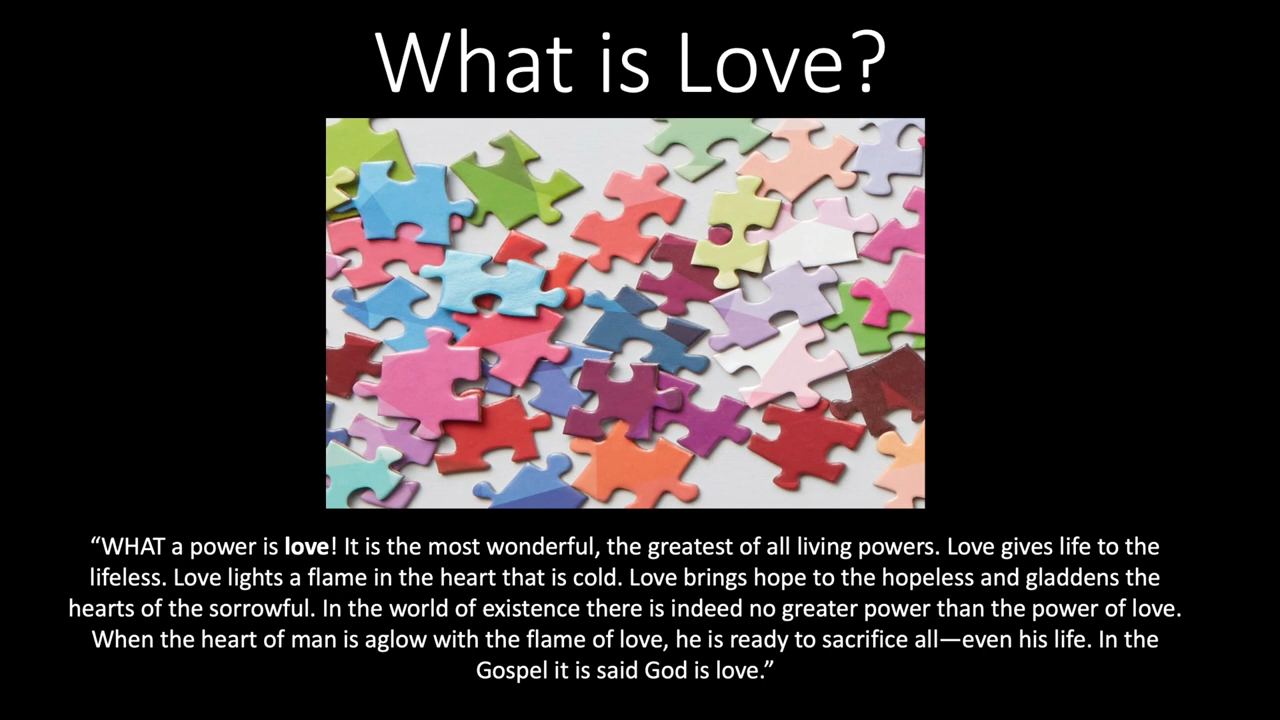 What is Love?
“WHAT a power is love! It is the most wonderful, the greatest of all living powers. Love gives life to the
lifeless. Love lights a flame in the heart that is cold. Love brings hope to the hopeless and gladdens the
hearts of the sorrowful. In the world of existence there is indeed no greater power than the power of love.
When the heart of man is aglow with the flame of love, he is ready to sacrifice all—even his life. In the
Gospel it is said God is love.”